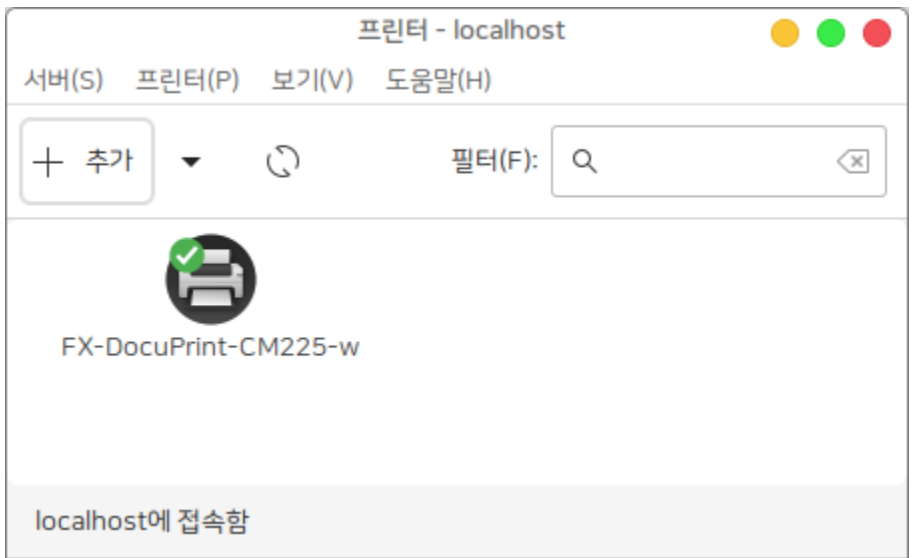 프린터 - localhost
서버(S) 프린터(P) 보기(V) 도움말(H)
추가 필터(F):
FX-DocuPrint-CM225-w
localhost에 접속함